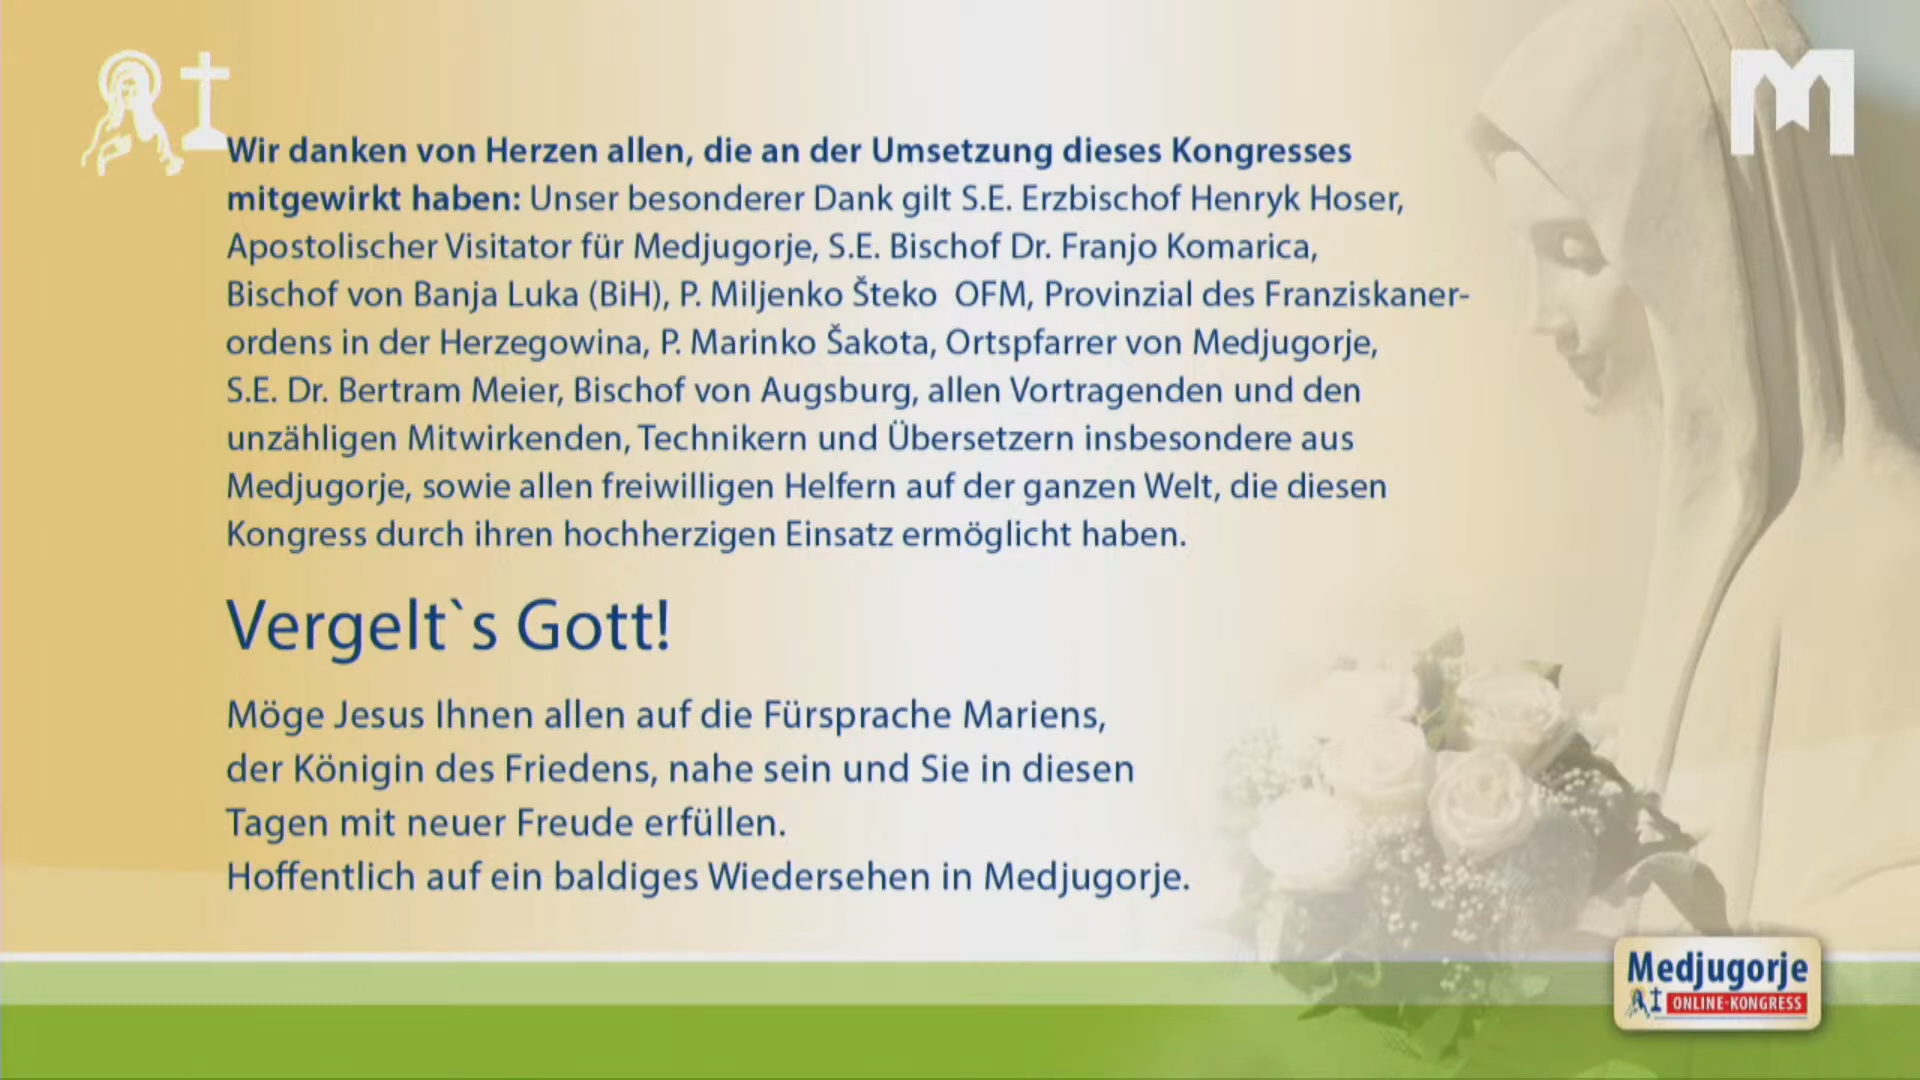 Wir danken von Herzen allen, die an der Umsetzung dieses Kongresses
mitgewirkt haben: Unser besonderer Dank gilt S.E. Erzbischof Henryk Hoser,
Apostolischer Visitator für Medjugorje, S.E. Bischof Dr. Franjo Komarica,
Bischof von Banja Luka (BiH), P. Miljenko Šteko  OFM, Provinzial des Franziskaner-
ordens in der Herzegowina, P. Marinko Šakota, Ortspfarrer von Medjugorje,
S.E. Dr. Bertram Meier, Bischof von Augsburg, allen Vortragenden und den
unzähligen Mitwirkenden, Technikern und Übersetzern insbesondere aus
Medjugorje, sowie allen freiwilligen Helfern auf der ganzen Welt, die diesen
Kongress durch ihren hochherzigen Einsatz ermöglicht haben.
Vergelt`s Gott!
Möge Jesus Ihnen allen auf die Fürsprache Mariens,
der Königin des Friedens, nahe sein und Sie in diesen
Tagen mit neuer Freude erfüllen.
Hoffentlich auf ein baldiges Wiedersehen in Medjugorje.
Medjugorje
ONLINE-KONGRESS